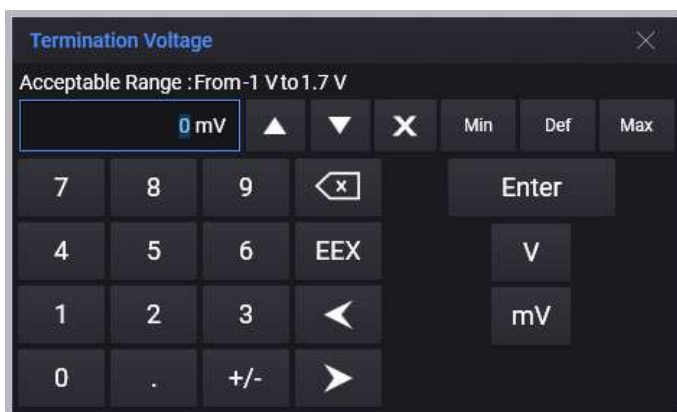 Termination Voltage
Acceptable Range : From -1 V to 1.7 V
0 mV Min Def Max
7 8 9 Enter
4 5 6 EEX V
1 2 3 mV
0 . +/-